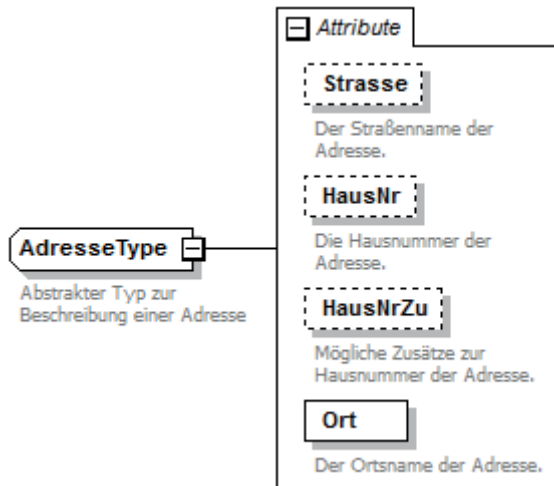 Attribute
Strasse
Der Straßenname der
Adresse.
HausNr
Die Hausnummer der
Adresse.
AdresseType
Abstrakter Typ zur
Beschreibung einer Adresse
HausNrZu
Mögliche Zusätze zur
Hausnummer der Adresse.
Ort
Der Ortsname der Adresse.